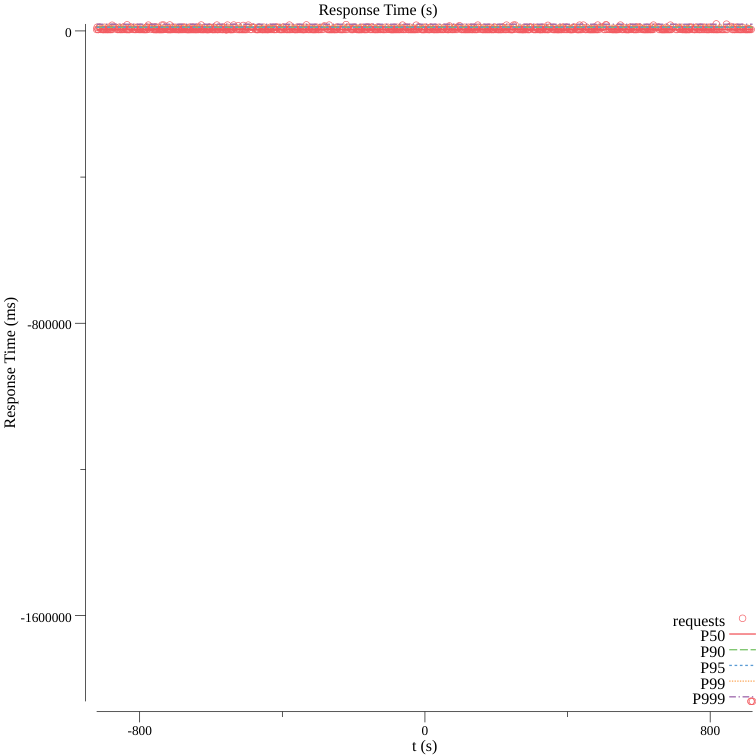 Response Time (s)
0
-800000
-1600000
Response Time (ms)
requests
P50
P90
P95
P99
P999
-800
0
800
t (s)